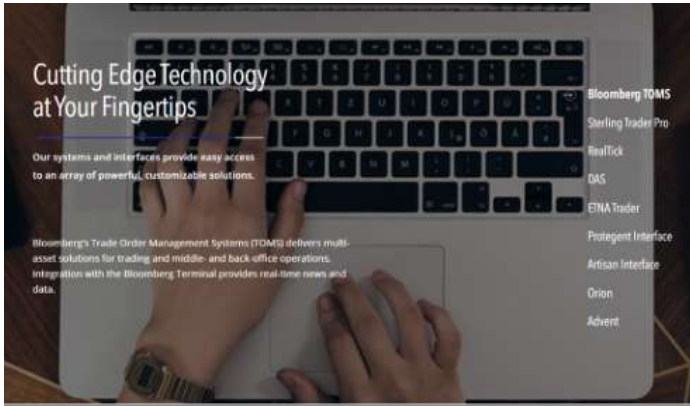 Cutting Edge Technology
at Your Fingertips
Our systems and interfaces provide easy access
to an array of powerful, customizable solutions.
Bloomberg's Trade Order Management Systems (TOMS) delivers multi-
asset solutions for trading and middle- and back-office operations.
Integration with the Bloomberg Terminal provides real-time news and
data.
Bloomberg TOMS
Sterling Trader Pro
RealTick
DAS
ETNA Trader
Protegent Interface
Artisan Interface
Orion
Advent